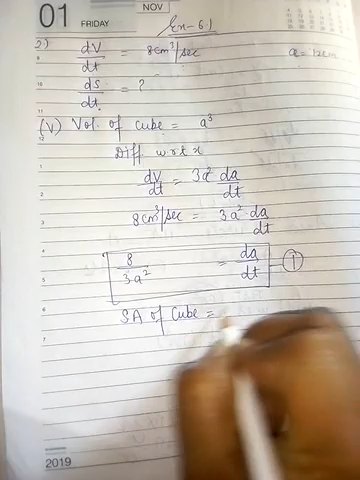 01 FRIDAY NOV
Ex-6.1
2) dV/dt = 8cm³/sec a = 12cm
ds/dt = ?
(V) Vol. of Cube = a³
Diff w.r.t x
dV/dt = 3a² da/dt
8cm³/sec = 3a² da/dt
8/3a² = da/dt ①
SA of Cube =
2019